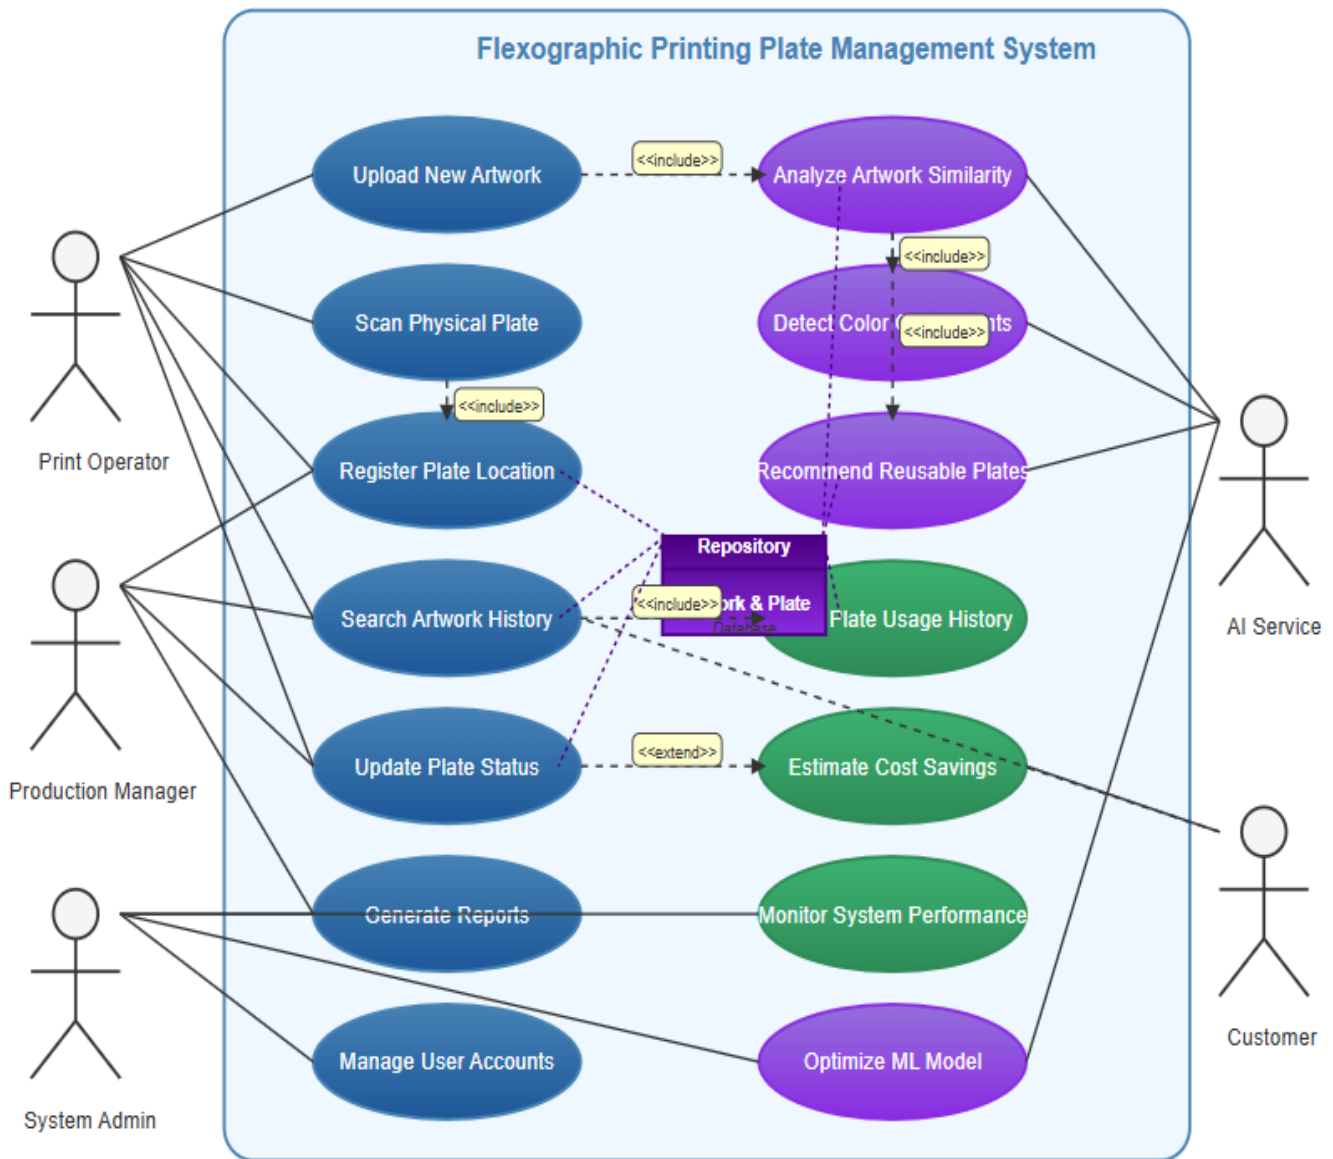 Flexographic Printing Plate Management System
Upload New Artwork
<<include>>
Analyze Artwork Similarity
<<include>>
Scan Physical Plate
Detect Color
nts
<<include>>
<<include>>
Print Operator
Register Plate Location
Recommend Reusable Plates
Repository
Search Artwork History
<<include>>
& Plate
Database
Flate Usage History
AI Service
Update Plate Status
<<extend>>
Estimate Cost Savings
Production Manager
Generate Reports
Monitor System Performance
Manage User Accounts
Optimize ML Model
Customer
System Admin